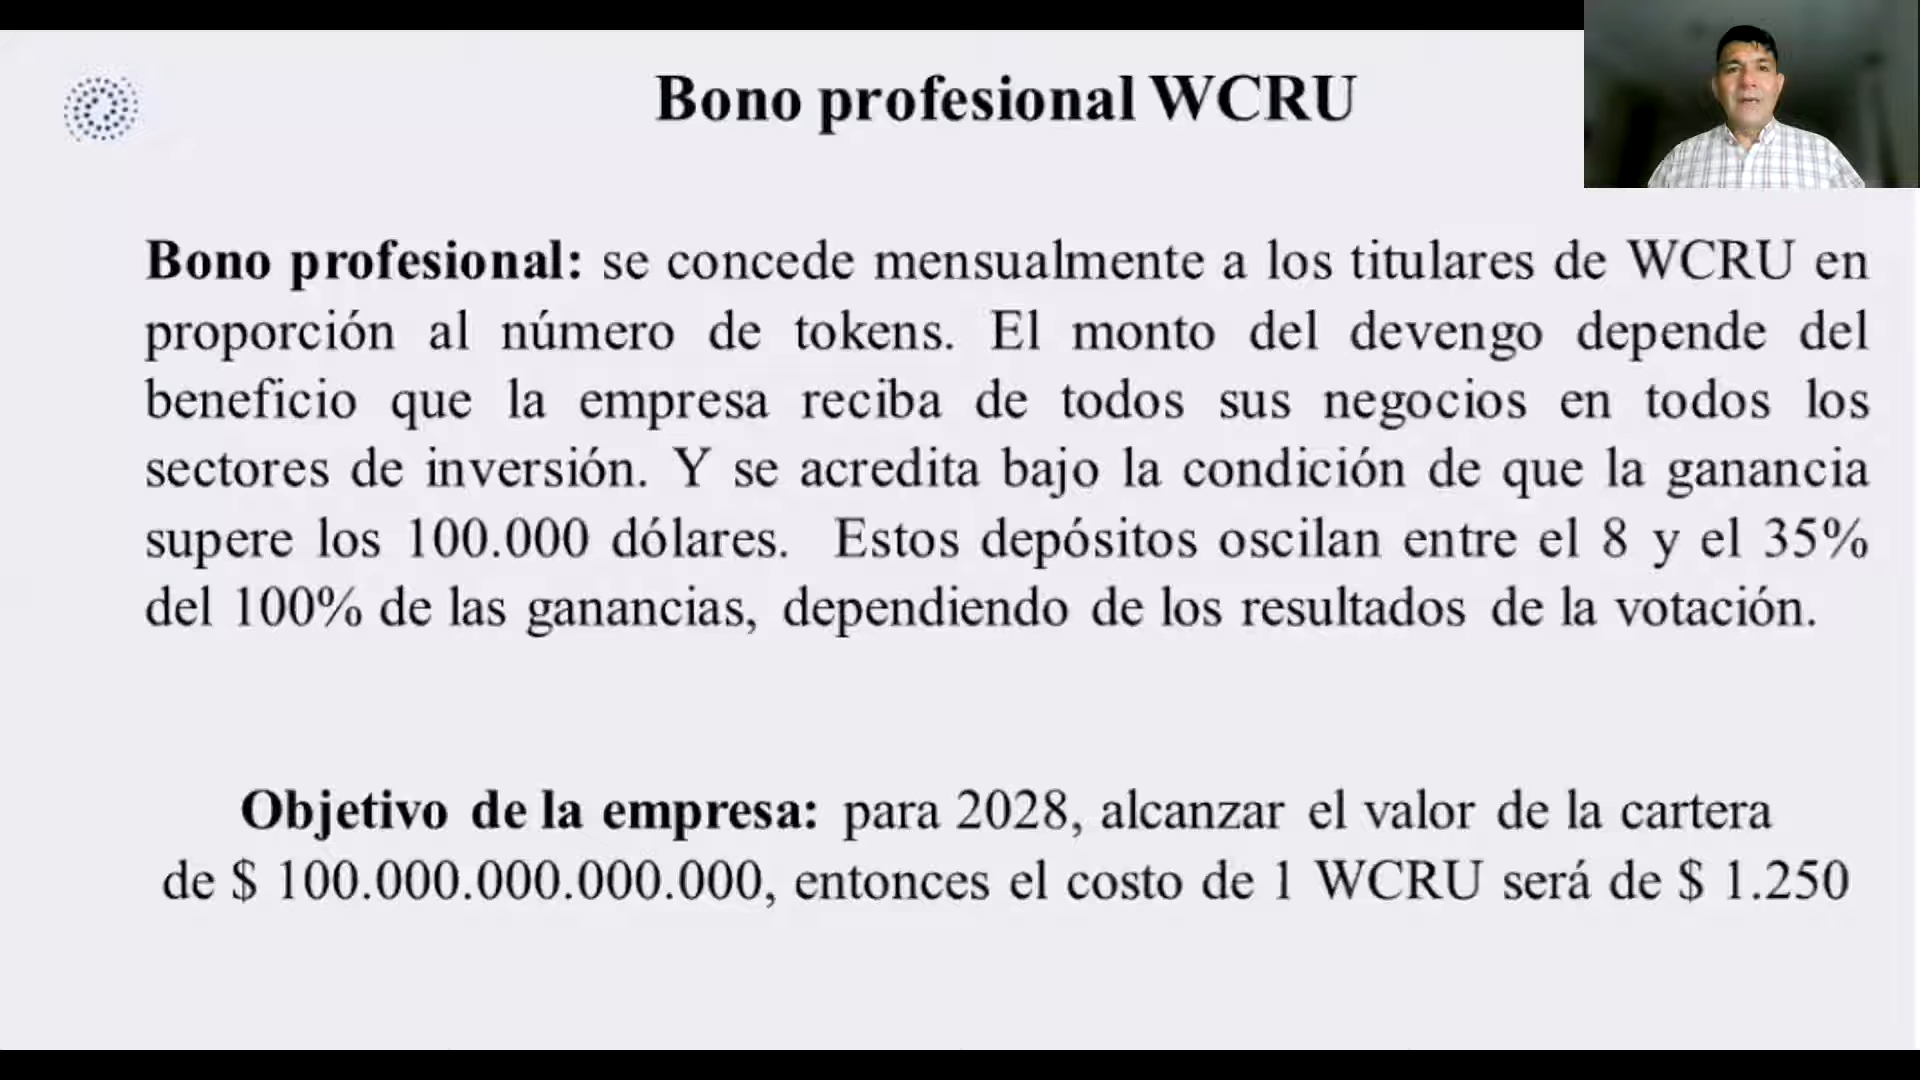 Bono profesional WCRU
Bono profesional: se concede mensualmente a los titulares de WCRU en
proporción al número de tokens. El monto del devengo depende del
beneficio que la empresa reciba de todos sus negocios en todos los
sectores de inversión. Y se acredita bajo la condición de que la ganancia
supere los 100.000 dólares. Estos depósitos oscilan entre el 8 y el 35%
del 100% de las ganancias, dependiendo de los resultados de la votación.
Objetivo de la empresa: para 2028, alcanzar el valor de la cartera
de $ 100.000.000.000.000, entonces el costo de 1 WCRU será de $ 1.250